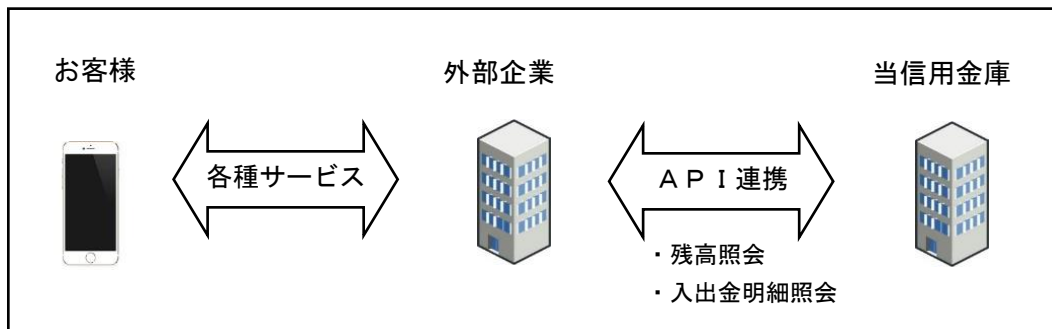 お客様
外部企業
当信用金庫
各種サービス
ＡＰＩ連携
・残高照会
・入出金明細照会